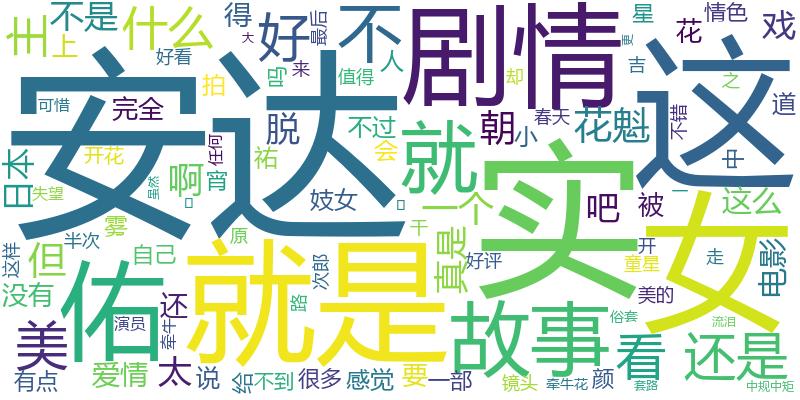 不是
什么
得
好
最后
大
不
剧情
更
星
情色
花
戏
主
上
好看
吗
来
值得
人
却
吉
之
这
安达
可惜
完全
拍
脱
不过
就
朝
小
春天
花魁
不错
中
道
日本
开花
任何
啊
祐
宵
会
实
失望
虽然
妓女
一个
吧
被
这么
女
这样
半次
雾
自己
原
干
真是
好评
开
走
童星
电影
但
没有
佑
就是
还
牵牛
演员
次郎
路
故事
美的
俗套
流泪
看
还是
美
有点
爱情
太
说
给
不到
很多
感觉
要
一部
镜头
牵牛花
颜
套路
中规中矩